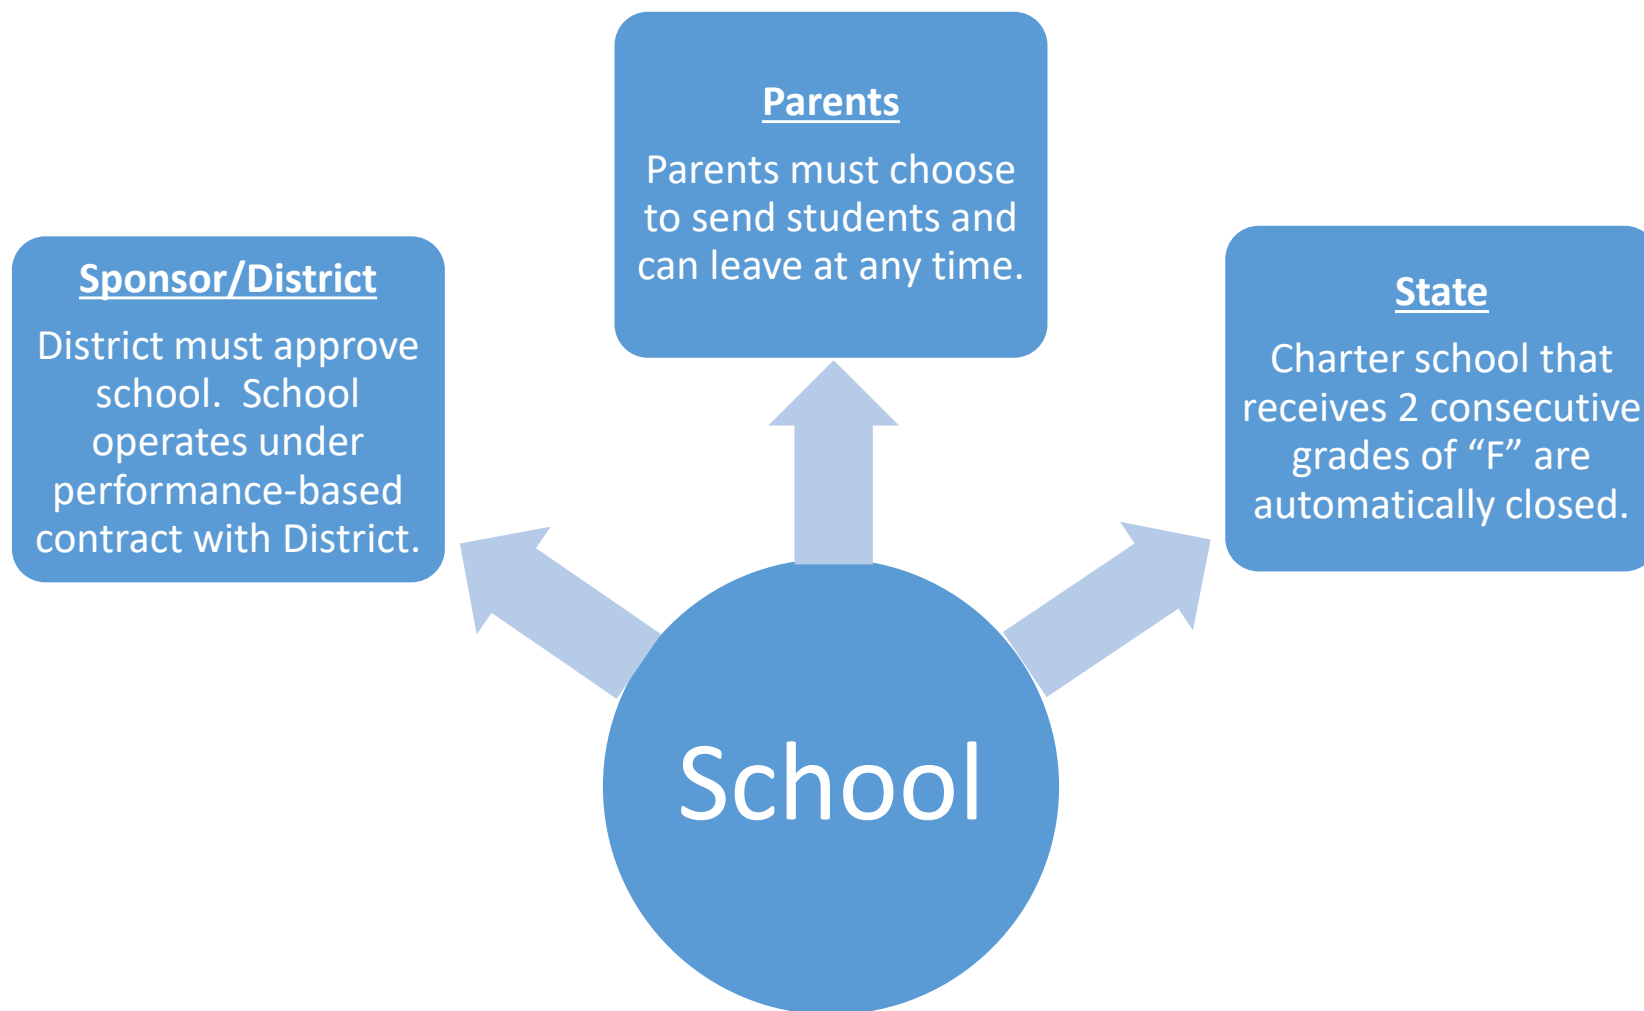 Parents
Parents must choose
to send students and
can leave at any time.
Sponsor/District
District must approve
school.  School
operates under
performance-based
contract with District.
State
Charter school that
receives 2 consecutive
grades of “F” are
automatically closed.
School